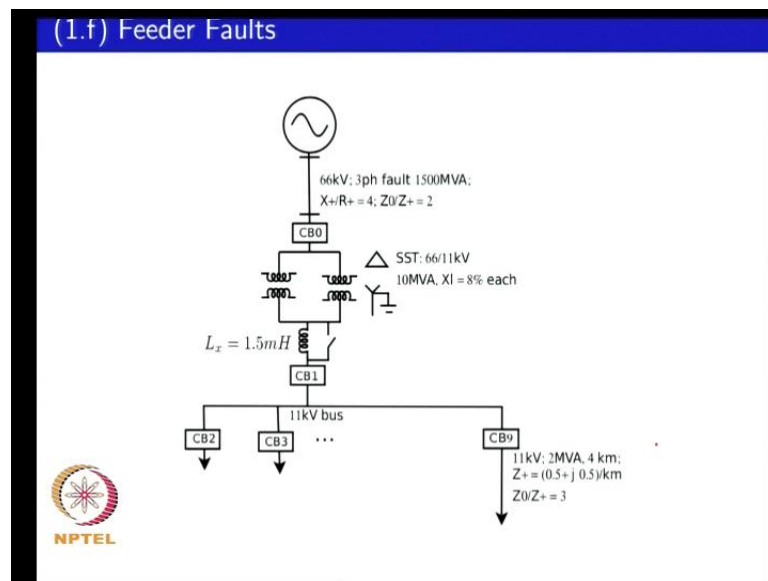 (1.f) Feeder Faults
66kV; 3ph fault 1500MVA;
X+/R+ = 4; Z0/Z+ = 2
CB0
SST: 66/11kV
10MVA, Xl = 8% each
L_x = 1.5mH
CB1
11kV bus
CB2
CB3
...
CB9
11kV; 2MVA, 4 km;
Z+ = (0.5+j 0.5)/km
Z0/Z+ = 3
NPTEL